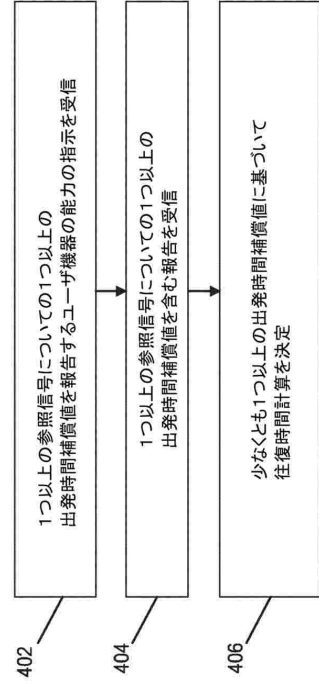 402
1つ以上の参照信号についての1つ以上の
出発時間補償値を報告するユーザ機器の能力の指示を受信
404
1つ以上の参照信号についての1つ以上の
出発時間補償値を含む報告を受信
406
少なくとも1つ以上の出発時間補償値に基づいて
往復時間計算を決定